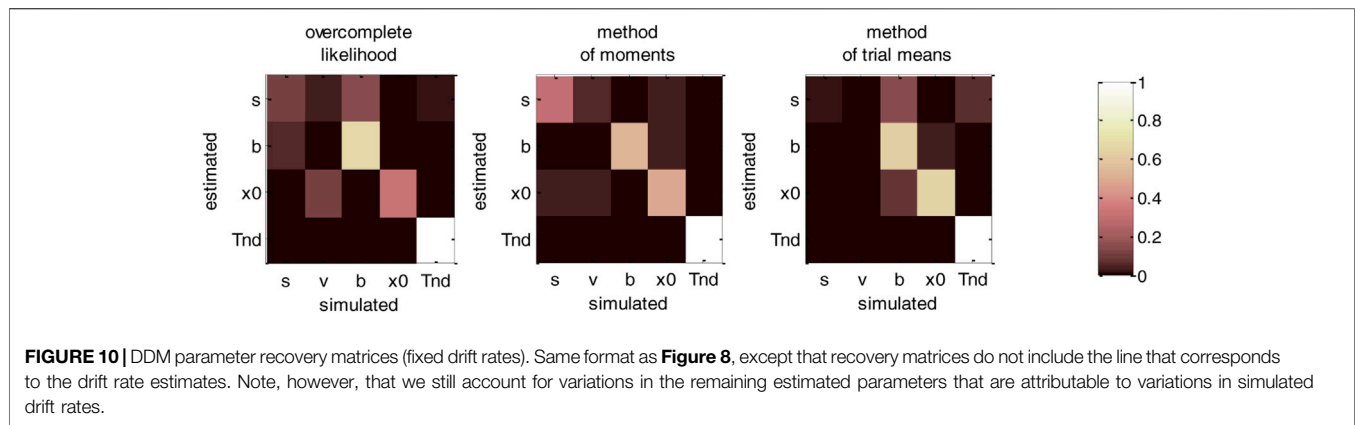 overcomplete
likelihood
method
of moments
method
of trial means
estimated
s
b
x0
Tnd
s v b x0 Tnd
simulated
estimated
s
b
x0
Tnd
s v b x0 Tnd
simulated
estimated
s
b
x0
Tnd
s v b x0 Tnd
simulated
1
0.8
0.6
0.4
0.2
0
FIGURE 10 | DDM parameter recovery matrices (fixed drift rates). Same format as Figure 8, except that recovery matrices do not include the line that corresponds
to the drift rate estimates. Note, however, that we still account for variations in the remaining estimated parameters that are attributable to variations in simulated
drift rates.